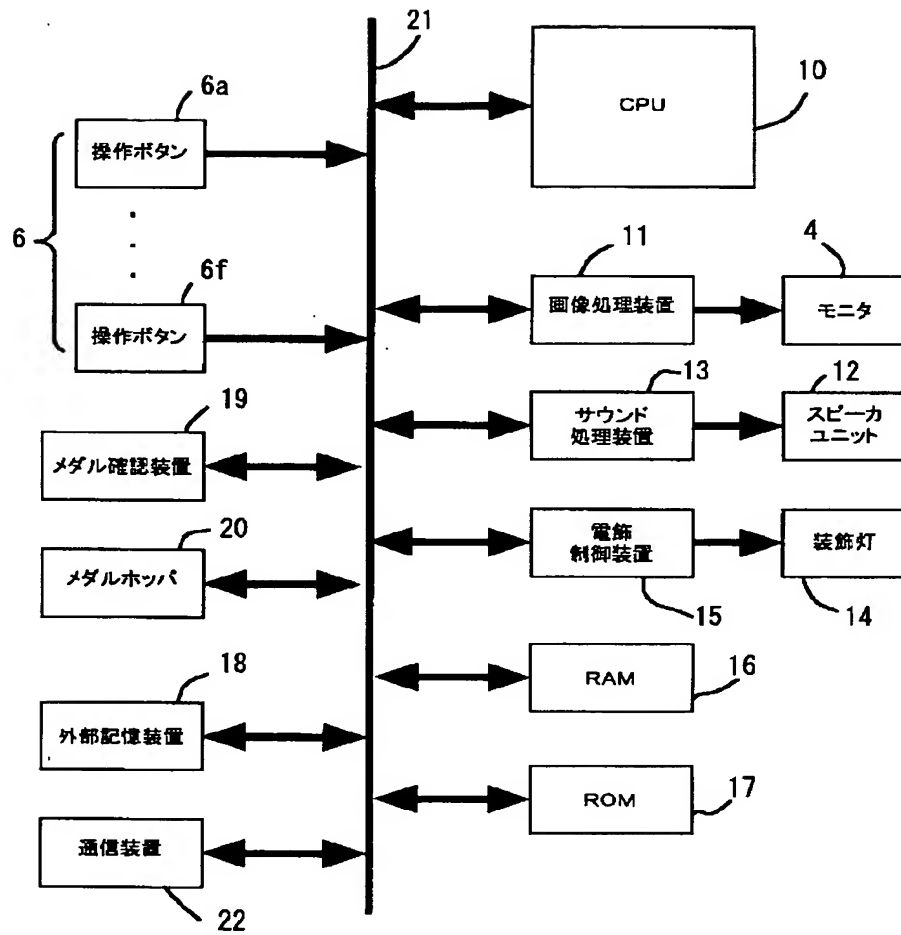 21
10
CPU
6a
操作ボタン
6
6f
操作ボタン
11
画像処理装置
4
モニタ
13
サウンド
処理装置
12
スピーカ
ユニット
19
メダル確認装置
20
メダルホッパ
電飾
制御装置
15
装飾灯
14
18
外部記憶装置
RAM
16
ROM
17
通信装置
22